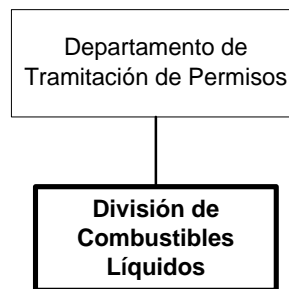 Departamento de
Tramitación de Permisos
División de
Combustibles
Líquidos